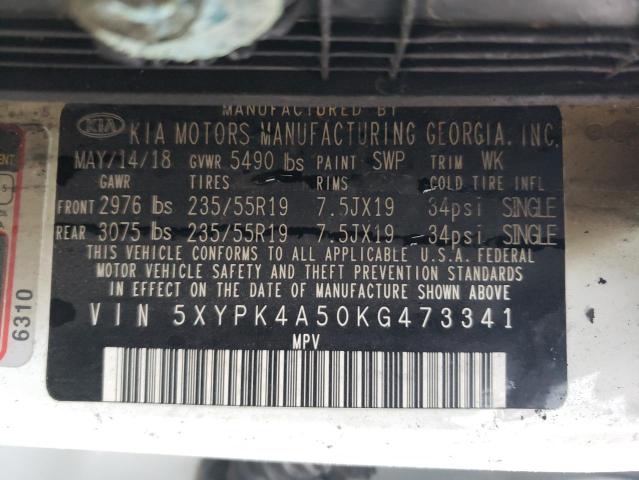 MANUFACTURED BY
KIA KIA MOTORS MANUFACTURING GEORGIA, INC.
MAY/14/18 GVWR 5490 lbs PAINT SWP TRIM WK
GAWR TIRES RIMS COLD TIRE INFL
FRONT 2976 lbs 235/55R19 7.5JX19 34psi SINGLE
REAR 3075 lbs 235/55R19 7.5JX19 34psi SINGLE
THIS VEHICLE CONFORMS TO ALL APPLICABLE U.S.A. FEDERAL
MOTOR VEHICLE SAFETY AND THEFT PREVENTION STANDARDS
IN EFFECT ON THE DATE OF MANUFACTURE SHOWN ABOVE
VIN 5XYPK4A50KG473341
MPV
6310